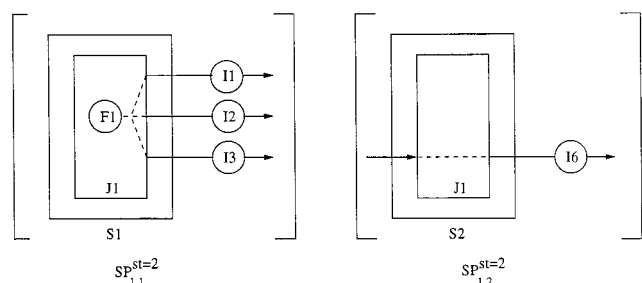 I1
F1 I2
I3 I6
J1 J1
S1 S2
SP st=2 1,1 SP st=2 1,2